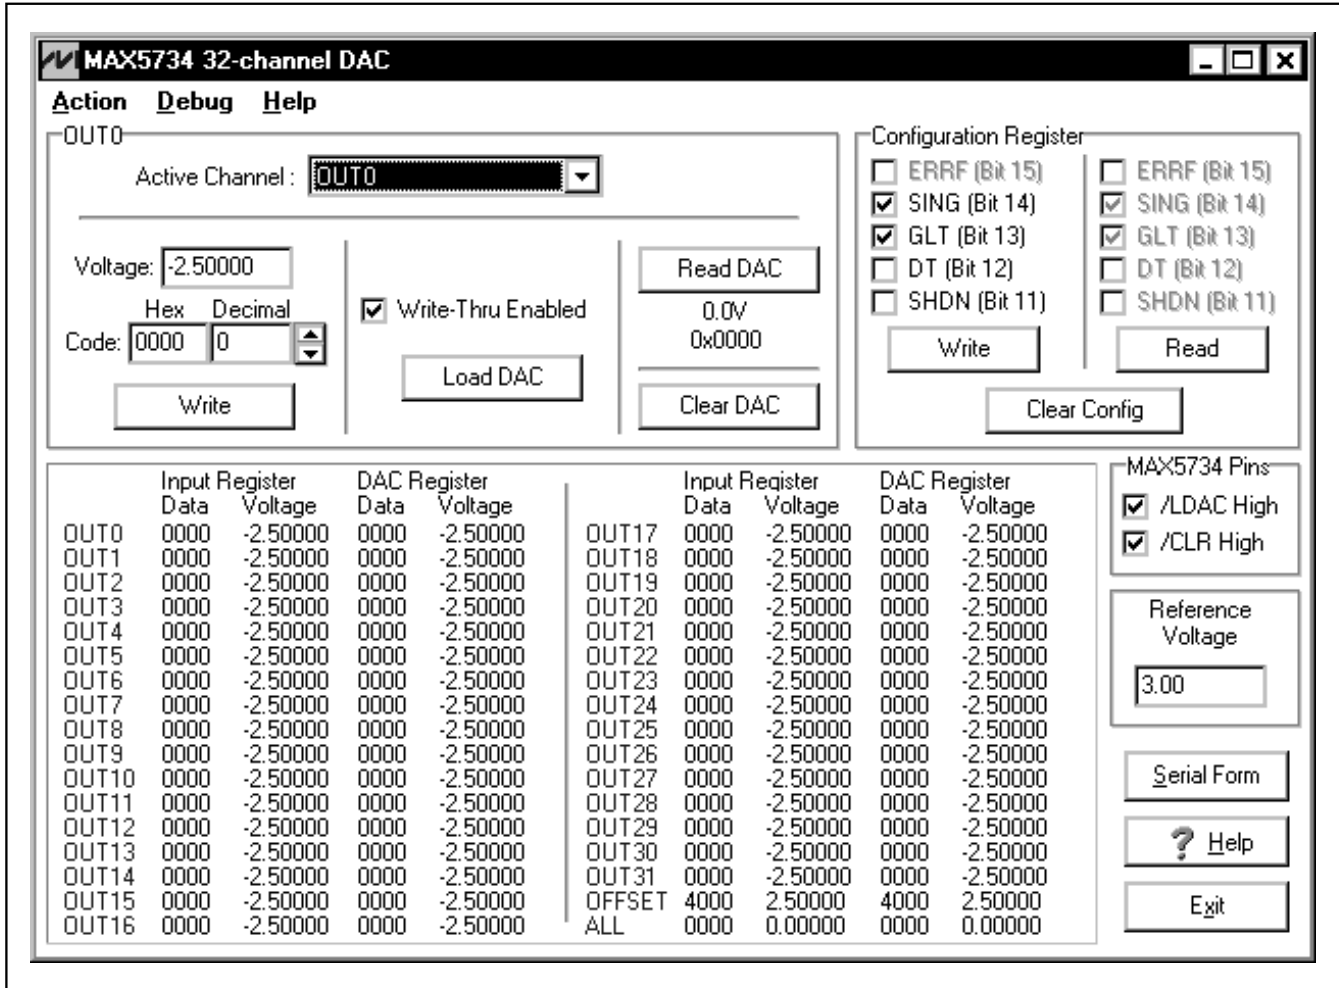 MAX5734 32-channel DAC
Action Debug Help
OUT0
Active Channel : OUT0
Voltage: -2.50000
Hex Decimal
Code: 0000 0
Write
Write-Thru Enabled
Load DAC
Read DAC
0.0V
0x0000
Clear DAC
Configuration Register
ERRF (Bit 15) ERRF (Bit 15)
SING (Bit 14) SING (Bit 14)
GLT (Bit 13) GLT (Bit 13)
DT (Bit 12) DT (Bit 12)
SHDN (Bit 11) SHDN (Bit 11)
Write Read
Clear Config
Input Register DAC Register Input Register DAC Register
Data Voltage Data Voltage Data Voltage Data Voltage
OUT0 0000 -2.50000 0000 -2.50000 OUT17 0000 -2.50000 0000 -2.50000
OUT1 0000 -2.50000 0000 -2.50000 OUT18 0000 -2.50000 0000 -2.50000
OUT2 0000 -2.50000 0000 -2.50000 OUT19 0000 -2.50000 0000 -2.50000
OUT3 0000 -2.50000 0000 -2.50000 OUT20 0000 -2.50000 0000 -2.50000
OUT4 0000 -2.50000 0000 -2.50000 OUT21 0000 -2.50000 0000 -2.50000
OUT5 0000 -2.50000 0000 -2.50000 OUT22 0000 -2.50000 0000 -2.50000
OUT6 0000 -2.50000 0000 -2.50000 OUT23 0000 -2.50000 0000 -2.50000
OUT7 0000 -2.50000 0000 -2.50000 OUT24 0000 -2.50000 0000 -2.50000
OUT8 0000 -2.50000 0000 -2.50000 OUT25 0000 -2.50000 0000 -2.50000
OUT9 0000 -2.50000 0000 -2.50000 OUT26 0000 -2.50000 0000 -2.50000
OUT10 0000 -2.50000 0000 -2.50000 OUT27 0000 -2.50000 0000 -2.50000
OUT11 0000 -2.50000 0000 -2.50000 OUT28 0000 -2.50000 0000 -2.50000
OUT12 0000 -2.50000 0000 -2.50000 OUT29 0000 -2.50000 0000 -2.50000
OUT13 0000 -2.50000 0000 -2.50000 OUT30 0000 -2.50000 0000 -2.50000
OUT14 0000 -2.50000 0000 -2.50000 OUT31 0000 -2.50000 0000 -2.50000
OUT15 0000 -2.50000 0000 -2.50000 OFFSET 4000 2.50000 4000 2.50000
OUT16 0000 -2.50000 0000 -2.50000 ALL 0000 0.00000 0000 0.00000
MAX5734 Pins
/LDAC High
/CLR High
Reference
Voltage
3.00
Serial Form
? Help
Exit